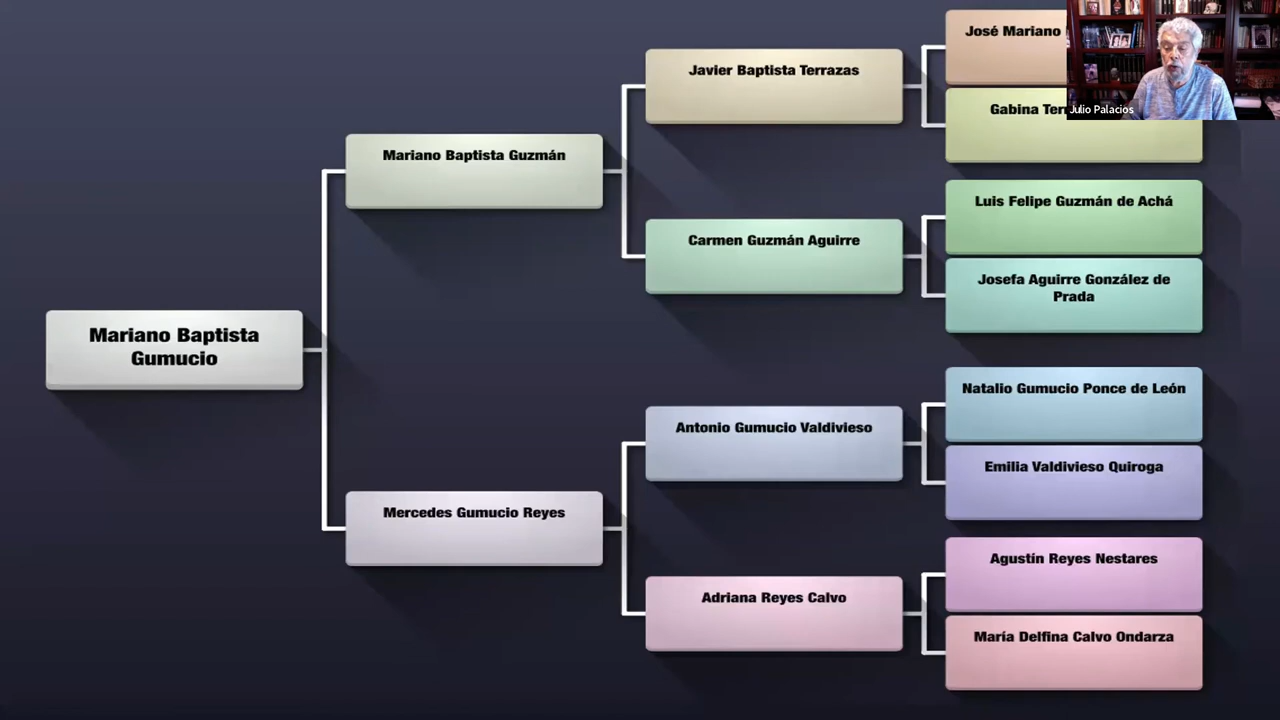 José Mariano
Julio Palacios
Gabina
Javier Baptista Terrazas
Mariano Baptista Guzmán
Luis Felipe Guzmán de Achá
Carmen Guzmán Aguirre
Josefa Aguirre González de
Prada
Mariano Baptista
Gumucio
Natalio Gumucio Ponce de León
Antonio Gumucio Valdivieso
Emilia Valdivieso Quiroga
Mercedes Gumucio Reyes
Agustín Reyes Nestares
Adriana Reyes Calvo
María Delfina Calvo Ondarza